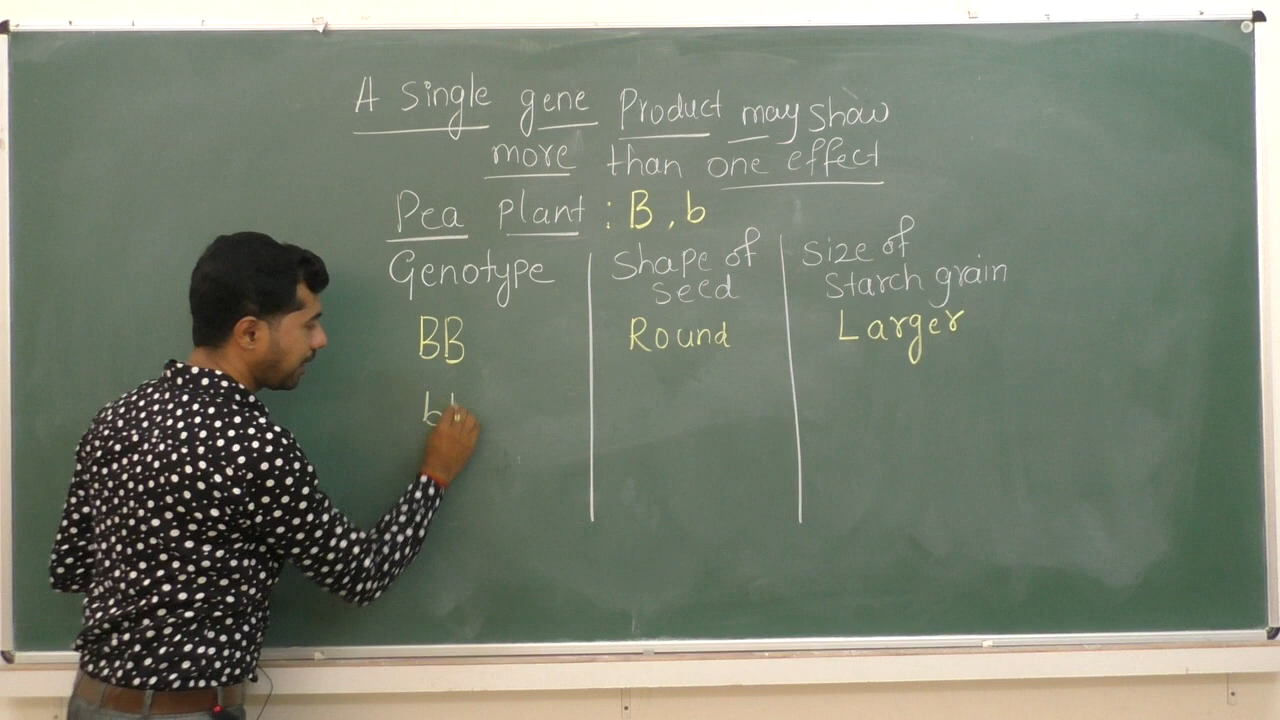 A Single gene Product may show
more than one effect
Pea Plant : B, b
Genotype
Shape of
seed
Size of
Starch grain
BB
Round
Larger
bb